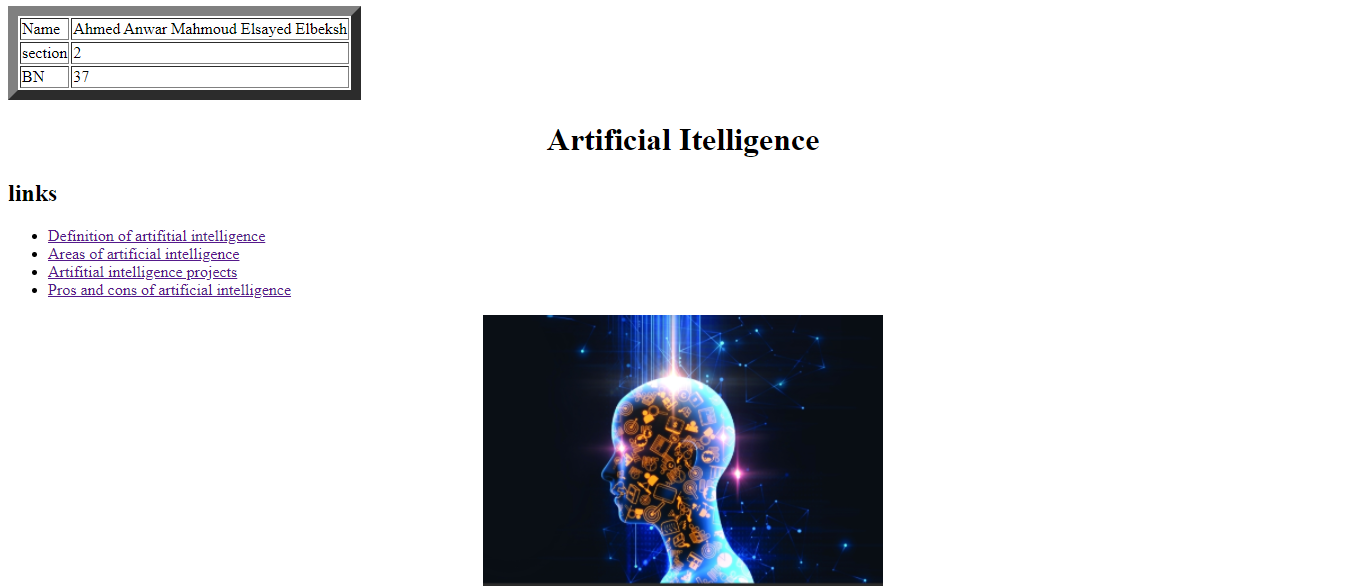 Name Ahmed Anwar Mahmoud Elsayed Elbeksh
section 2
BN 37
Artificial Itelligence
links
Definition of artifitial intelligence
Areas of artificial intelligence
Artifitial intelligence projects
Pros and cons of artificial intelligence